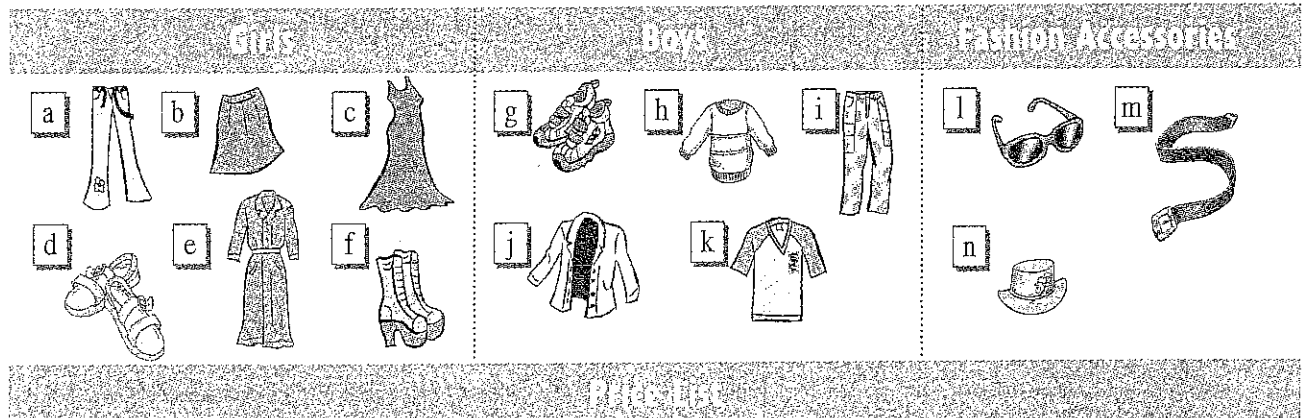 Girls Boys Fashion Accessories
a b c g h i l m
d e f j k n
Price List